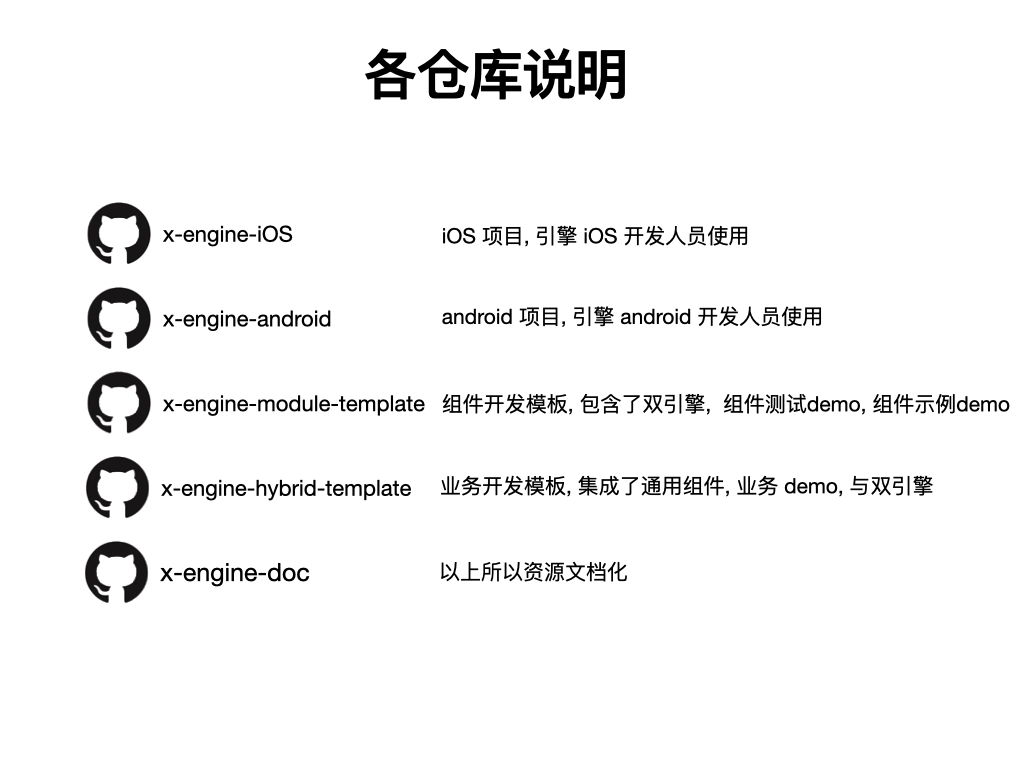 各仓库说明
x-engine-iOS iOS 项目, 引擎 iOS 开发人员使用
x-engine-android android 项目, 引擎 android 开发人员使用
x-engine-module-template 组件开发模板, 包含了双引擎, 组件测试demo, 组件示例demo
x-engine-hybrid-template 业务开发模板, 集成了通用组件, 业务 demo, 与双引擎
x-engine-doc 以上所以资源文档化